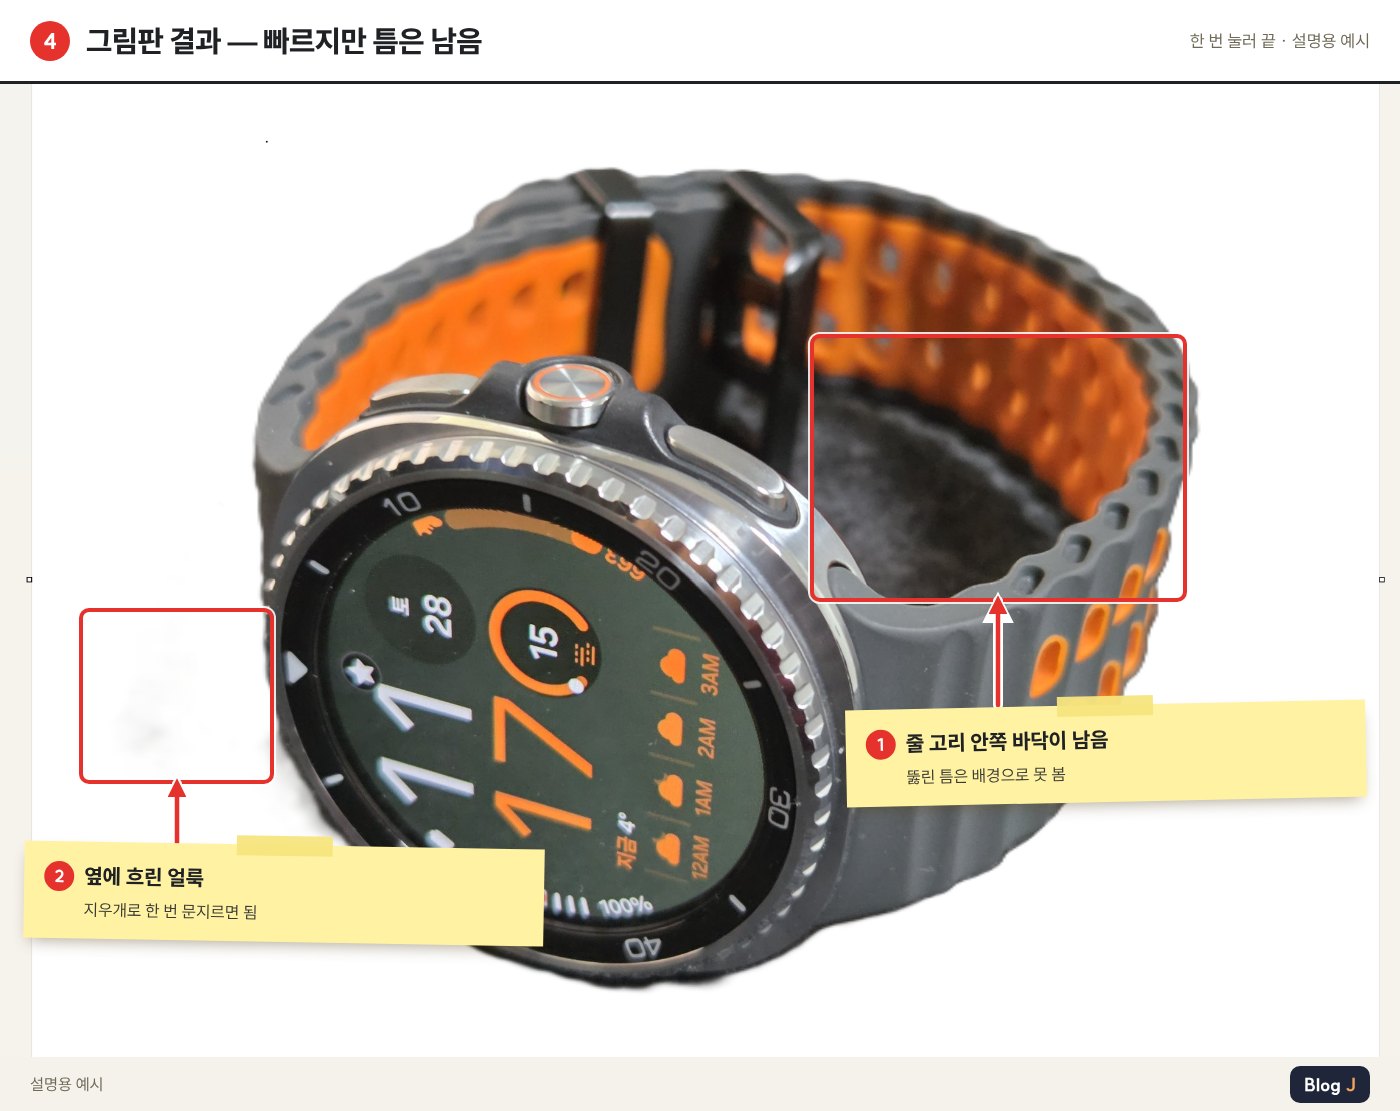 4 그림판 결과 — 빠르지만 틈은 남음
한 번 눌러 끝 · 설명용 예시
10
20
663
토
28
15
11
17
3AM
2AM
1AM
12AM
지금 4°
30
100%
40
1 줄 고리 안쪽 바닥이 남음
뚫린 틈은 배경으로 못 봄
2 옆에 흐린 얼룩
지우개로 한 번 문지르면 됨
설명용 예시
Blog J